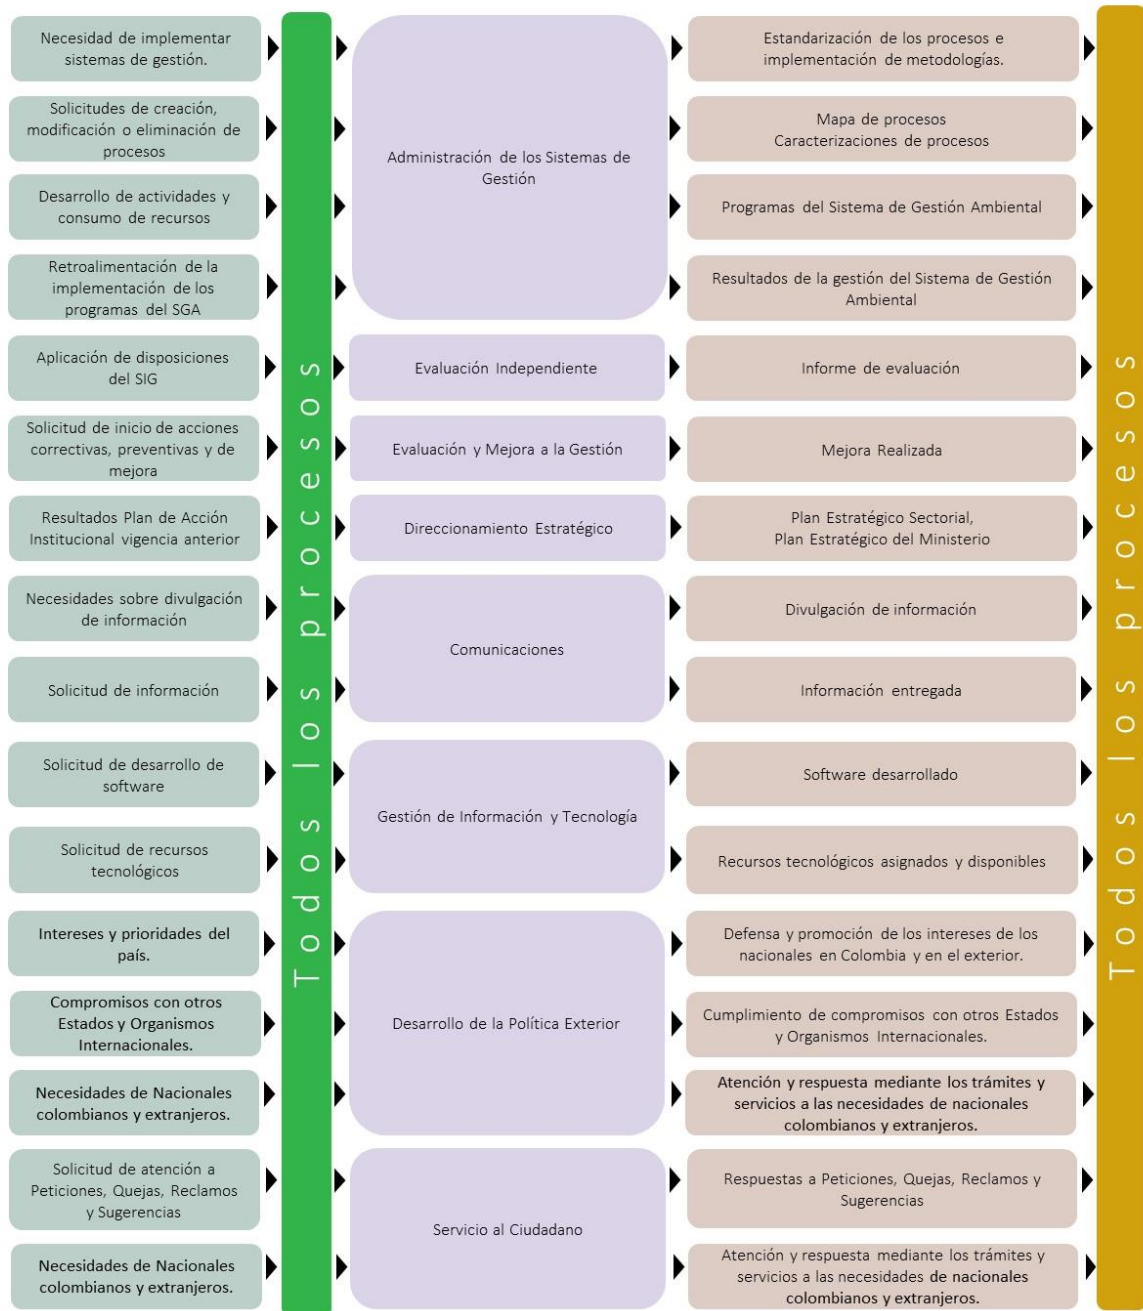 Necesidad de implementar
sistemas de gestión.
Estandarización de los procesos e
implementación de metodologías.
Solicitudes de creación,
modificación o eliminación de
procesos
Administración de los Sistemas de
Gestión
Mapa de procesos
Caracterizaciones de procesos
Desarrollo de actividades y
consumo de recursos
Programas del Sistema de Gestión Ambiental
Retroalimentación de la
implementación de los
programas del SGA
Resultados de la gestión del Sistema de Gestión
Ambiental
Aplicación de disposiciones
del SIG
Evaluación Independiente
Informe de evaluación
Solicitud de inicio de acciones
correctivas, preventivas y de
mejora
Evaluación y Mejora a la Gestión
Mejora Realizada
Resultados Plan de Acción
Institucional vigencia anterior
Direccionamiento Estratégico
Plan Estratégico Sectorial,
Plan Estratégico del Ministerio
Necesidades sobre divulgación
de información
Comunicaciones
Divulgación de información
Solicitud de información
Información entregada
Solicitud de desarrollo de
software
Gestión de Información y Tecnología
Software desarrollado
Solicitud de recursos
tecnológicos
Recursos tecnológicos asignados y disponibles
Intereses y prioridades del
país.
Defensa y promoción de los intereses de los
nacionales en Colombia y en el exterior.
Compromisos con otros
Estados y Organismos
Internacionales.
Desarrollo de la Política Exterior
Cumplimiento de compromisos con otros Estados
y Organismos Internacionales.
Necesidades de Nacionales
colombianos y extranjeros.
Atención y respuesta mediante los trámites y
servicios a las necesidades de nacionales
colombianos y extranjeros.
Solicitud de atención a
Peticiones, Quejas, Reclamos
y Sugerencias
Servicio al Ciudadano
Respuestas a Peticiones, Quejas, Reclamos y
Sugerencias
Necesidades de Nacionales
colombianos y extranjeros.
Atención y respuesta mediante los trámites y
servicios a las necesidades de nacionales
colombianos y extranjeros.
Todos los procesos
Todos los procesos